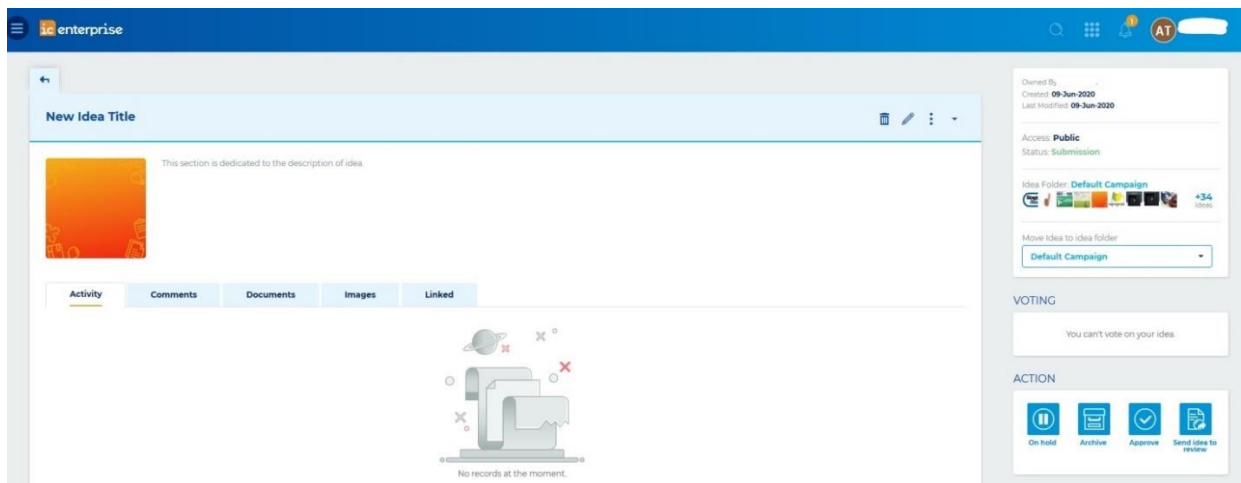 ic enterprise
1
AT
New Idea Title
This section is dedicated to the description of idea.
Activity
Comments
Documents
Images
Linked
No records at the moment.
Owned By
Created: 09-Jun-2020
Last Modified: 09-Jun-2020
Access: Public
Status: Submission
Idea Folder: Default Campaign
+34
ideas
Move Idea to idea folder
Default Campaign
VOTING
You can't vote on your idea.
ACTION
On hold
Archive
Approve
Send idea to
review